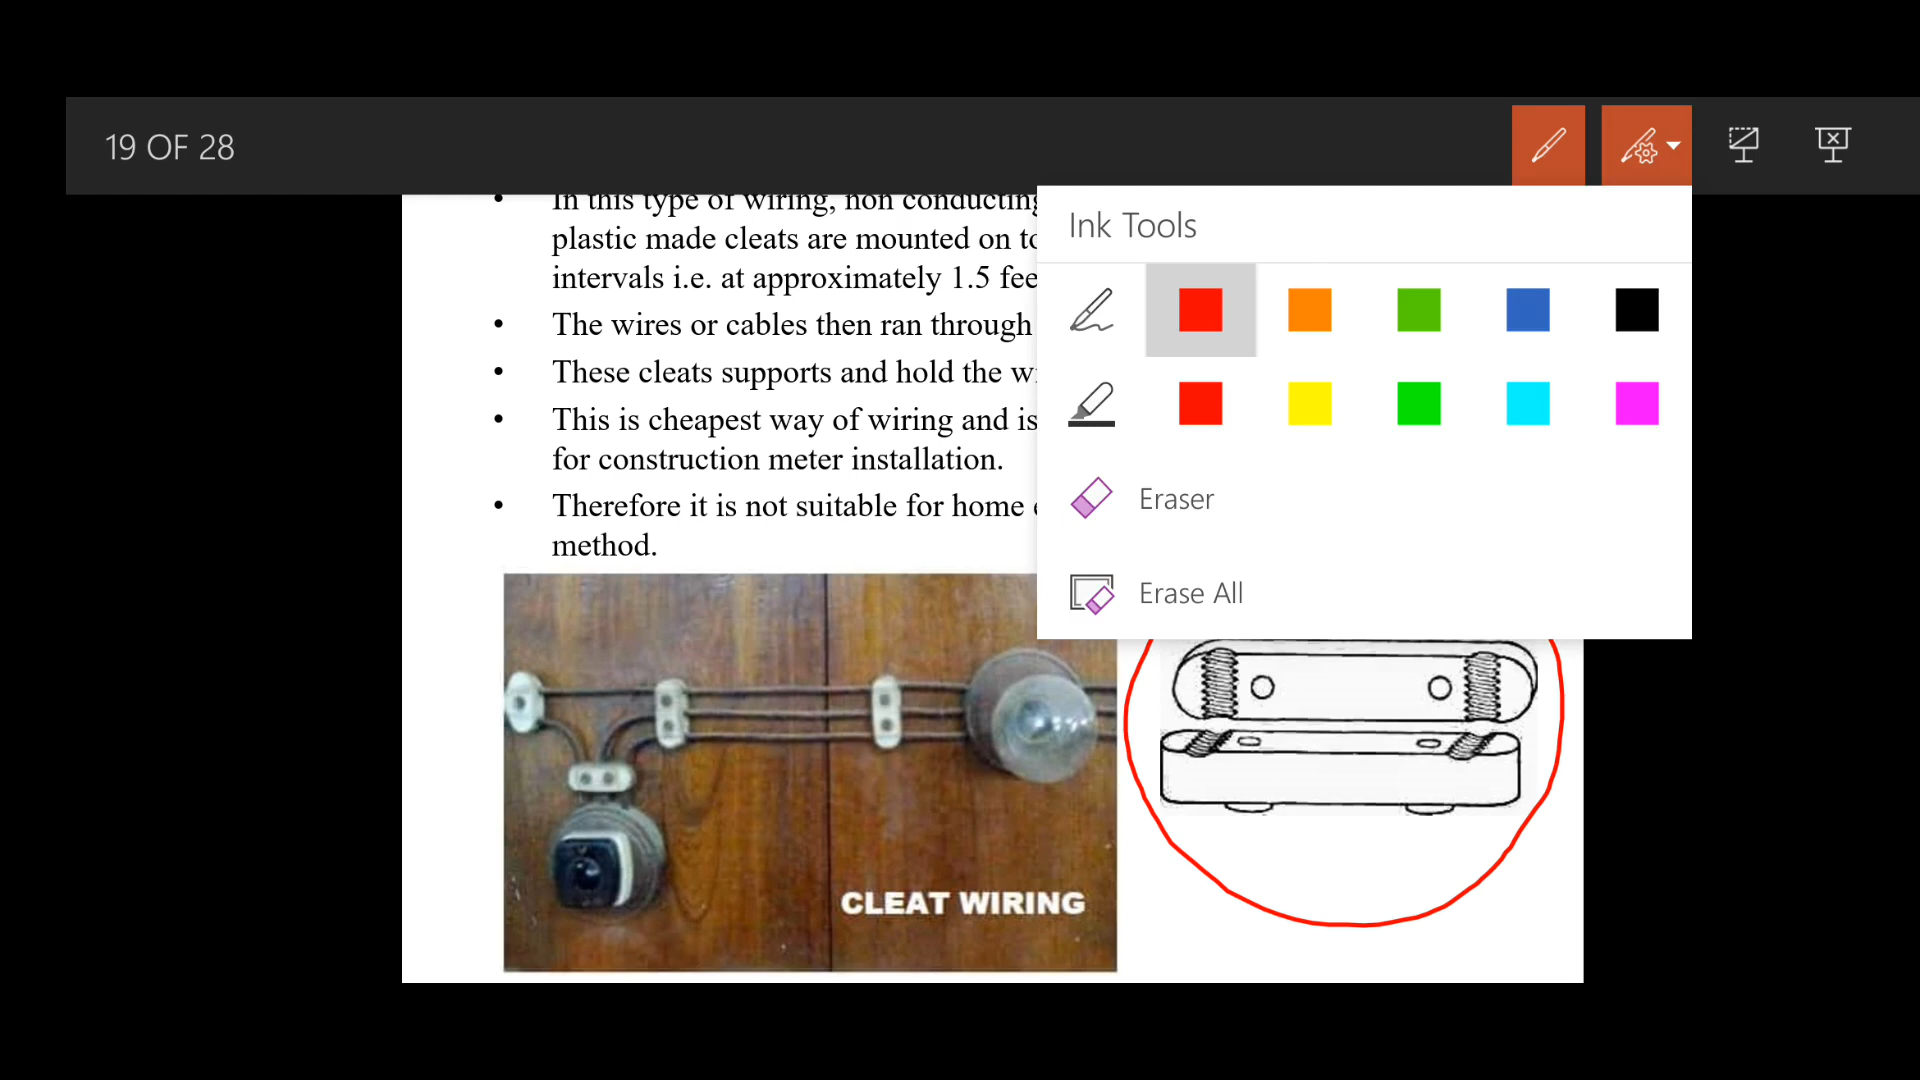 19 OF 28
In this type of wiring, non conducting
plastic made cleats are mounted on to
intervals i.e. at approximately 1.5 fee
The wires or cables then ran through
These cleats supports and hold the w
This is cheapest way of wiring and is
for construction meter installation.
Therefore it is not suitable for home
method.
CLEAT WIRING
Ink Tools
Eraser
Erase All